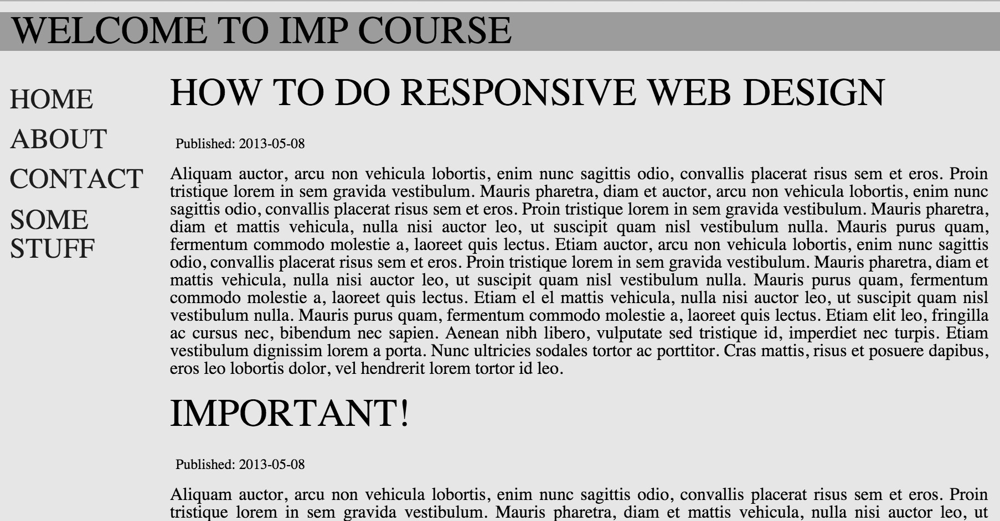 WELCOME TO IMP COURSE
HOME
ABOUT
CONTACT
SOME
STUFF
HOW TO DO RESPONSIVE WEB DESIGN
Published: 2013-05-08
Aliquam auctor, arcu non vehicula lobortis, enim nunc sagittis odio, convallis placerat risus sem et eros. Proin
tristique lorem in sem gravida vestibulum. Mauris pharetra, diam et auctor, arcu non vehicula lobortis, enim nunc
sagittis odio, convallis placerat risus sem et eros. Proin tristique lorem in sem gravida vestibulum. Mauris pharetra,
diam et mattis vehicula, nulla nisi auctor leo, ut suscipit quam nisl vestibulum nulla. Mauris purus quam,
fermentum commodo molestie a, laoreet quis lectus. Etiam auctor, arcu non vehicula lobortis, enim nunc sagittis
odio, convallis placerat risus sem et eros. Proin tristique lorem in sem gravida vestibulum. Mauris pharetra, diam et
mattis vehicula, nulla nisi auctor leo, ut suscipit quam nisl vestibulum nulla. Mauris purus quam, fermentum
commodo molestie a, laoreet quis lectus. Etiam el el mattis vehicula, nulla nisi auctor leo, ut suscipit quam nisl
vestibulum nulla. Mauris purus quam, fermentum commodo molestie a, laoreet quis lectus. Etiam elit leo, fringilla
ac cursus nec, bibendum nec sapien. Aenean nibh libero, vulputate sed tristique id, imperdiet nec turpis. Etiam
vestibulum dignissim lorem a porta. Nunc ultricies sodales tortor ac porttitor. Cras mattis, risus et posuere dapibus,
eros leo lobortis dolor, vel hendrerit lorem tortor id leo.
IMPORTANT!
Published: 2013-05-08
Aliquam auctor, arcu non vehicula lobortis, enim nunc sagittis odio, convallis placerat risus sem et eros. Proin
tristique lorem in sem gravida vestibulum. Mauris pharetra, diam et mattis vehicula, nulla nisi auctor leo, ut